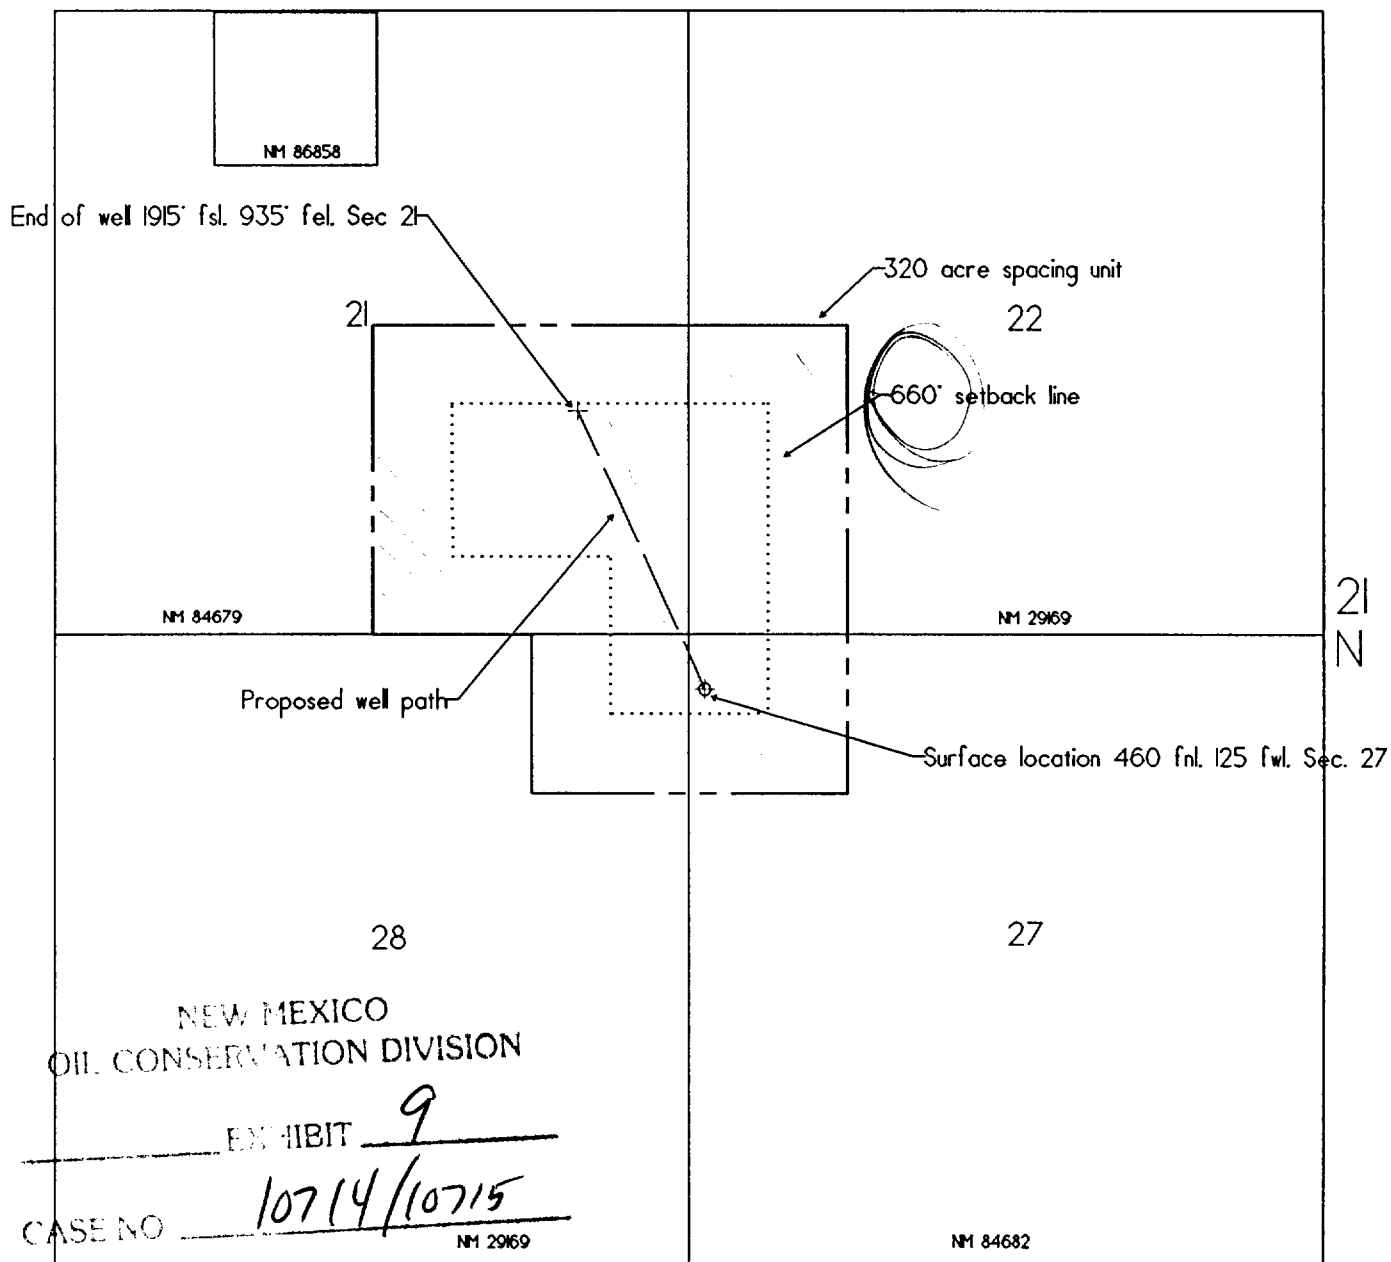 NM 86858
End of well 1915' fsl. 935' fel. Sec 21
320 acre spacing unit
21
22
660' setback line
NM 84679
NM 29169
21
N
Proposed well path
Surface location 460 fnl. 125 fwl. Sec. 27
28
27
NEW MEXICO
OIL CONSERVATION DIVISION
EXHIBIT 9
CASE NO 10714/10715
NM 29169
NM 84682